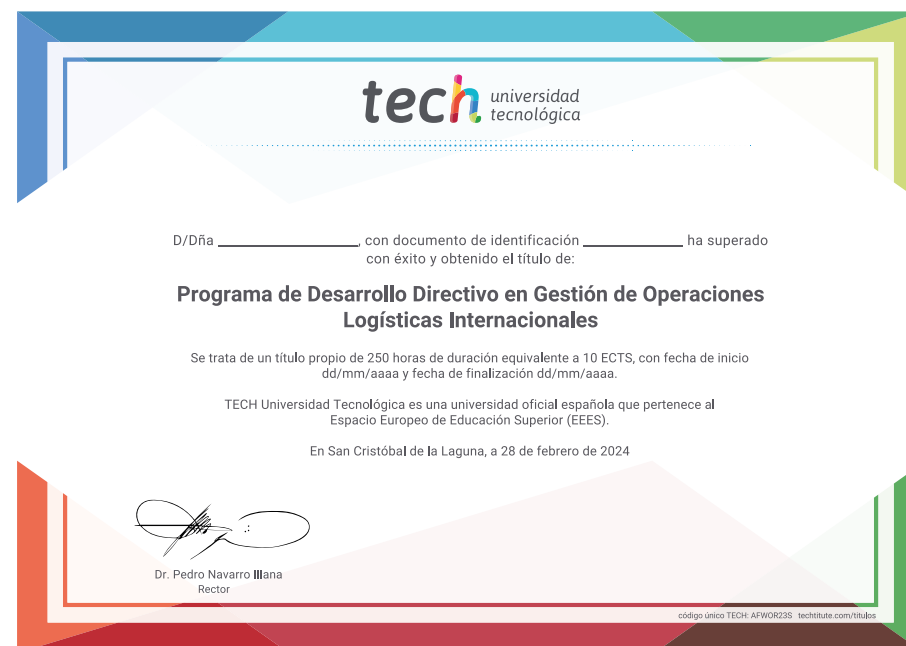 tech universidad
tecnológica
D/Dña ____________________, con documento de identificación ______________ ha superado
con éxito y obtenido el título de:
Programa de Desarrollo Directivo en Gestión de Operaciones
Logísticas Internacionales
Se trata de un título propio de 250 horas de duración equivalente a 10 ECTS, con fecha de inicio
dd/mm/aaaa y fecha de finalización dd/mm/aaaa.
TECH Universidad Tecnológica es una universidad oficial española que pertenece al
Espacio Europeo de Educación Superior (EEES).
En San Cristóbal de la Laguna, a 28 de febrero de 2024
Dr. Pedro Navarro Illana
Rector
código único TECH: AFWOR23S techtitute.com/titulos